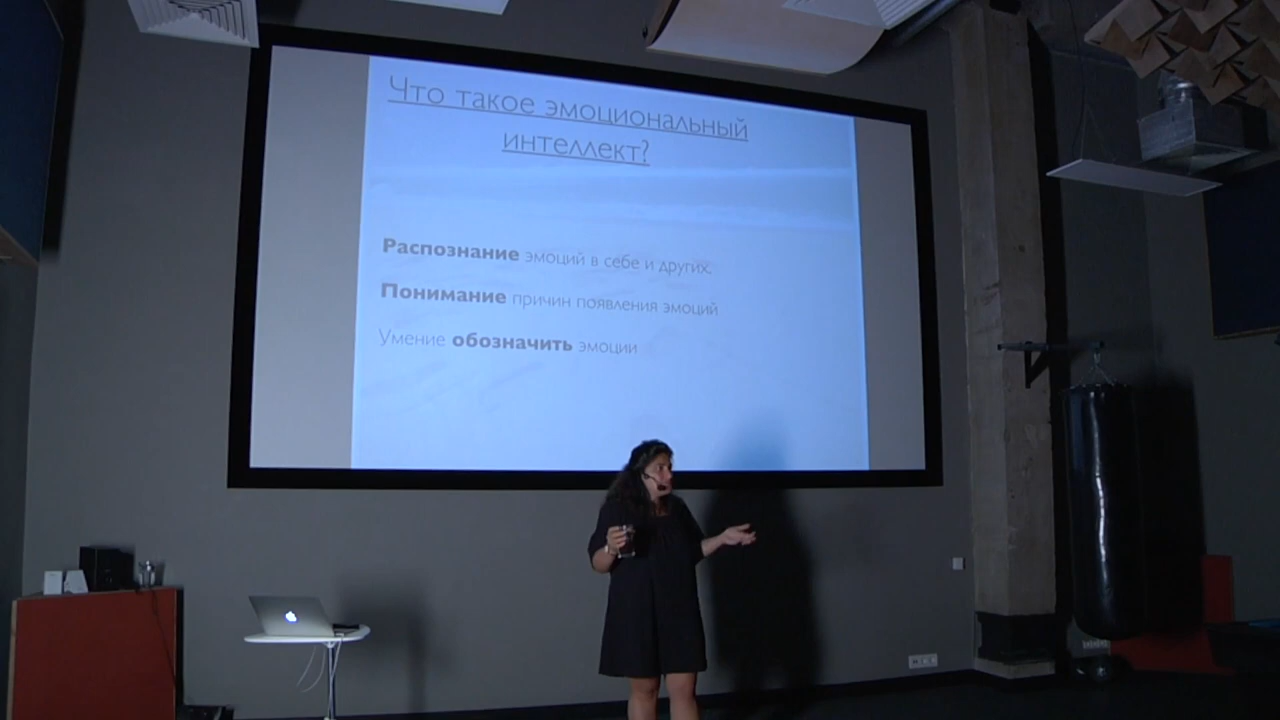 Что такое эмоциональный
интеллект?
Распознание эмоций в себе и других.
Понимание причин появления эмоций
Умение обозначить эмоции